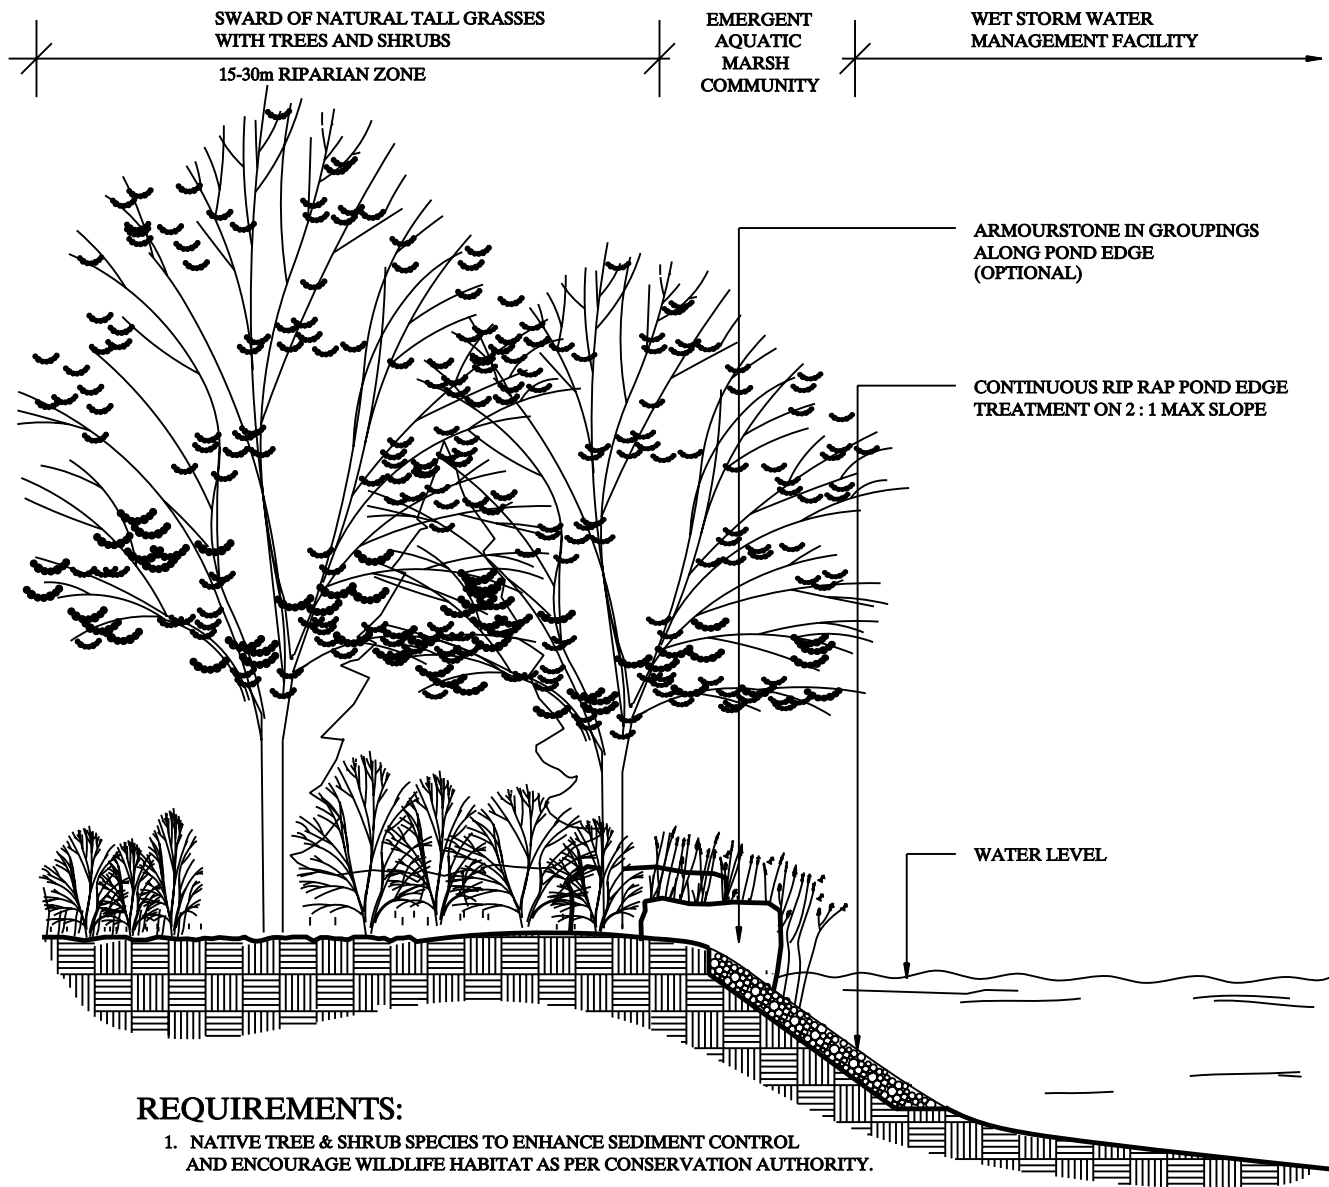 SWARD OF NATURAL TALL GRASSES
WITH TREES AND SHRUBS
15-30m RIPARIAN ZONE
EMERGENT
AQUATIC
MARSH
COMMUNITY
WET STORM WATER
MANAGEMENT FACILITY
ARMOURSTONE IN GROUPINGS
ALONG POND EDGE
(OPTIONAL)
CONTINUOUS RIP RAP POND EDGE
TREATMENT ON 2 : 1 MAX SLOPE
WATER LEVEL
REQUIREMENTS:
1. NATIVE TREE & SHRUB SPECIES TO ENHANCE SEDIMENT CONTROL
AND ENCOURAGE WILDLIFE HABITAT AS PER CONSERVATION AUTHORITY.